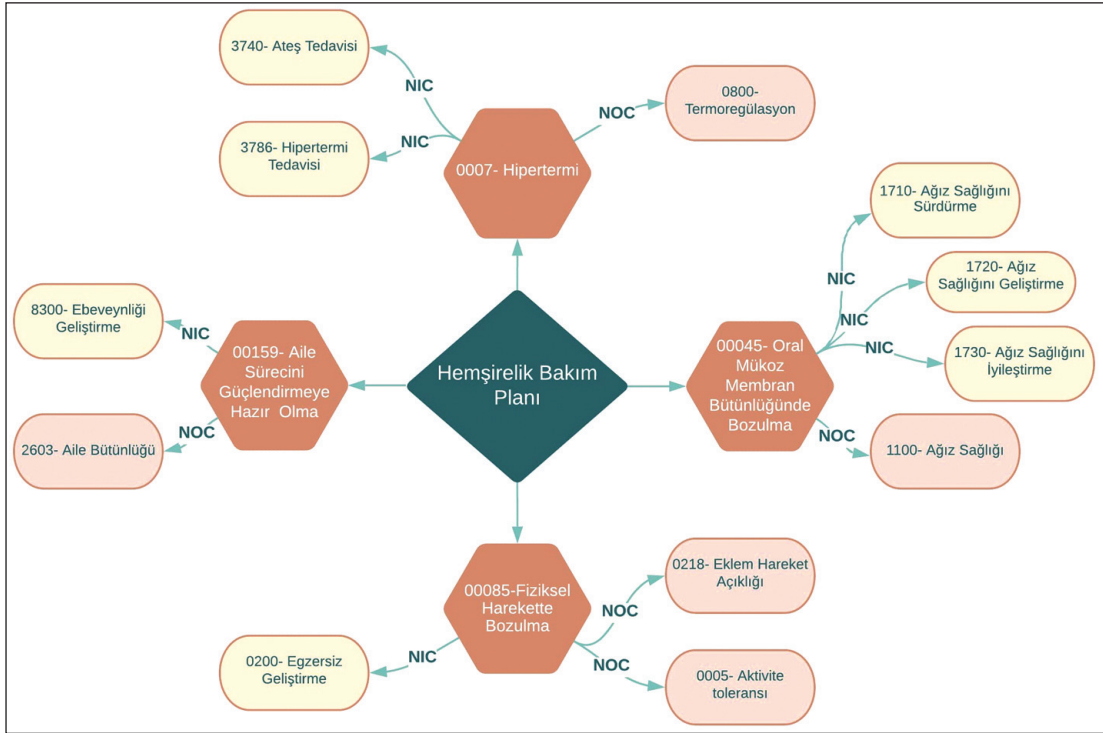 3740- Ateş Tedavisi
NIC
NIC
3786- Hipertermi
Tedavisi
0007- Hipertermi
NOC
0800-
Termoregülasyon
1710- Ağız Sağlığını
Sürdürme
NIC
1720- Ağız
Sağlığını Geliştirme
NIC
NIC
1730- Ağız Sağlığını
İyileştirme
00045- Oral
Mükoz
Membran
Bütünlüğünde
Bozulma
NOC
1100- Ağız Sağlığı
8300- Ebeveynliği
Geliştirme
NIC
00159- Aile
Sürecini
Güçlendirmeye
Hazır Olma
NOC
2603- Aile Bütünlüğü
Hemşirelik Bakım
Planı
00085-Fiziksel
Harekette
Bozulma
NIC
0200- Egzersiz
Geliştirme
NOC
0218- Eklem Hareket
Açıklığı
NOC
0005- Aktivite
toleransı